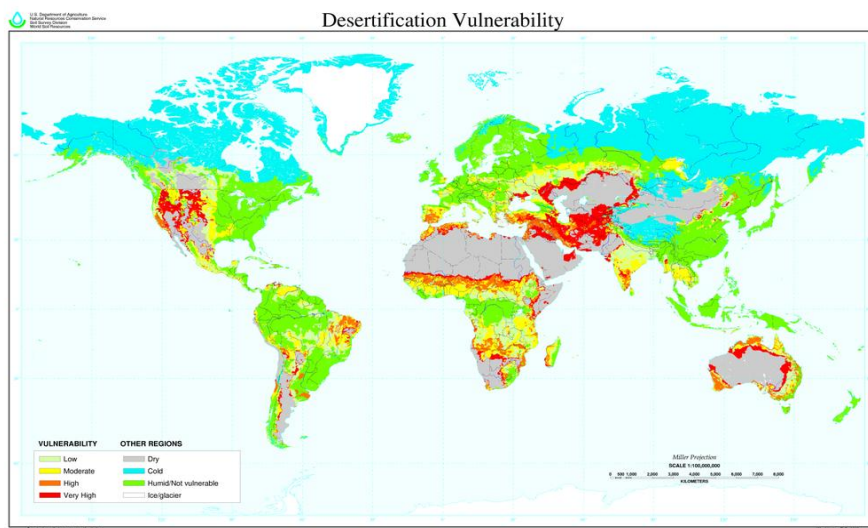 U.S. Department of Agriculture
Natural Resources Conservation Service
Soil Survey Division
World Soil Resources
Desertification Vulnerability
VULNERABILITY
Low
Moderate
High
Very High
OTHER REGIONS
Dry
Cold
Humid/Not vulnerable
Ice/glacier
Miller Projection
SCALE 1:100,000,000
0 500 1,000 2,000 3,000 4,000 5,000 6,000 7,000 8,000
KILOMETERS